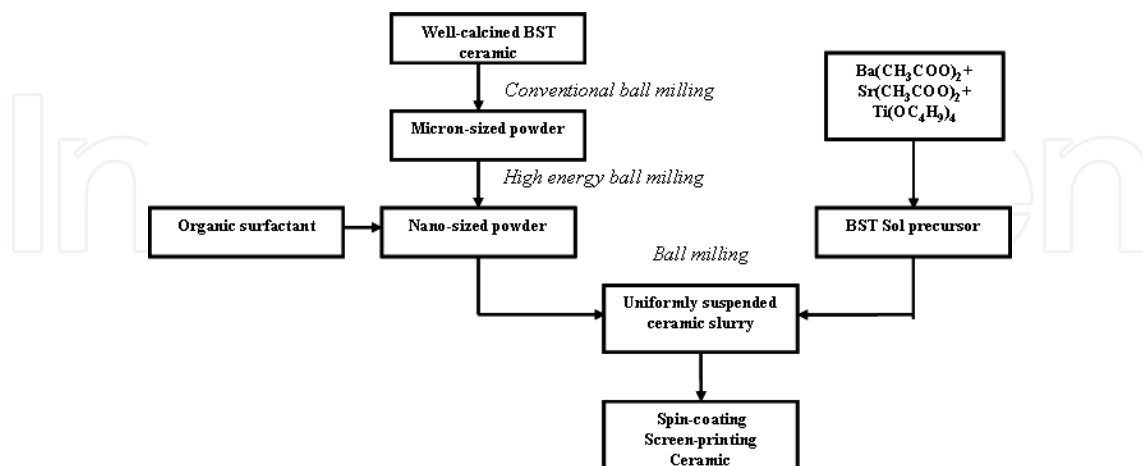 Well-calcined BST
ceramic
Conventional ball milling
Micron-sized powder
High energy ball milling
Organic surfactant
Nano-sized powder
Ba(CH₃COO)₂+
Sr(CH₃COO)₂+
Ti(OC₄H₉)₄
BST Sol precursor
Ball milling
Uniformly suspended
ceramic slurry
Spin-coating
Screen-printing
Ceramic